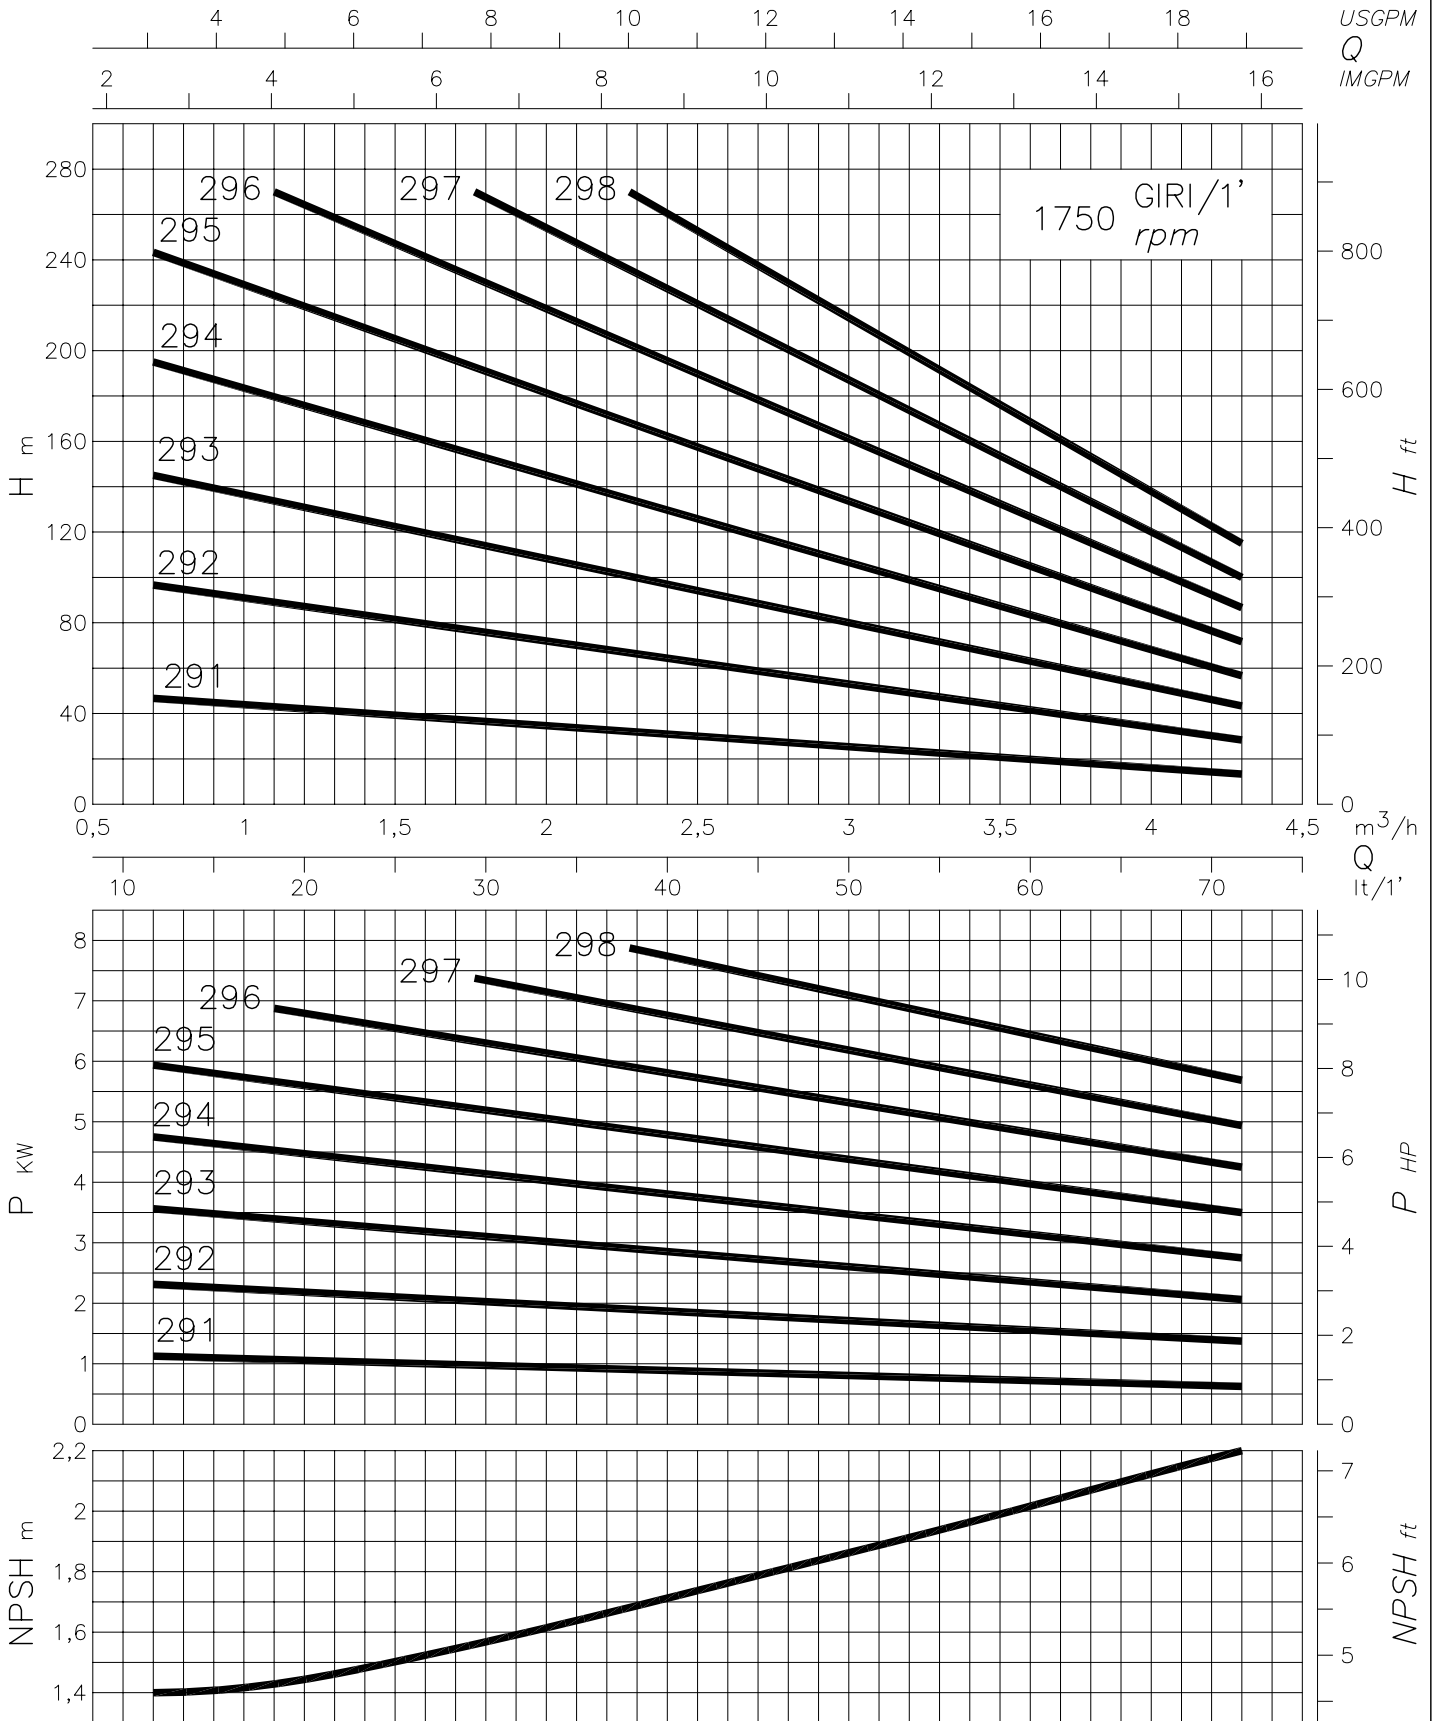 4 6 8 10 12 14 16 18 USGPM
Q
2 4 6 8 10 12 14 16 IMGPM
280
296 297 298
1750 GIRI/1'
rpm
295
240 800
294
200
600
H m 160 H ft
293
120 400
292
80
200
291
40
0 0
0,5 1 1,5 2 2,5 3 3,5 4 4,5 m³/h
Q
10 20 30 40 50 60 70 lt/1'
8 298
297 10
7 296
295
6 8
294
5
P KW 6 P HP
4 293
3 4
292
2
291 2
1
0 0
2,2
7
2
NPSH m 1,8 6 NPSH ft
1,6
5
1,4